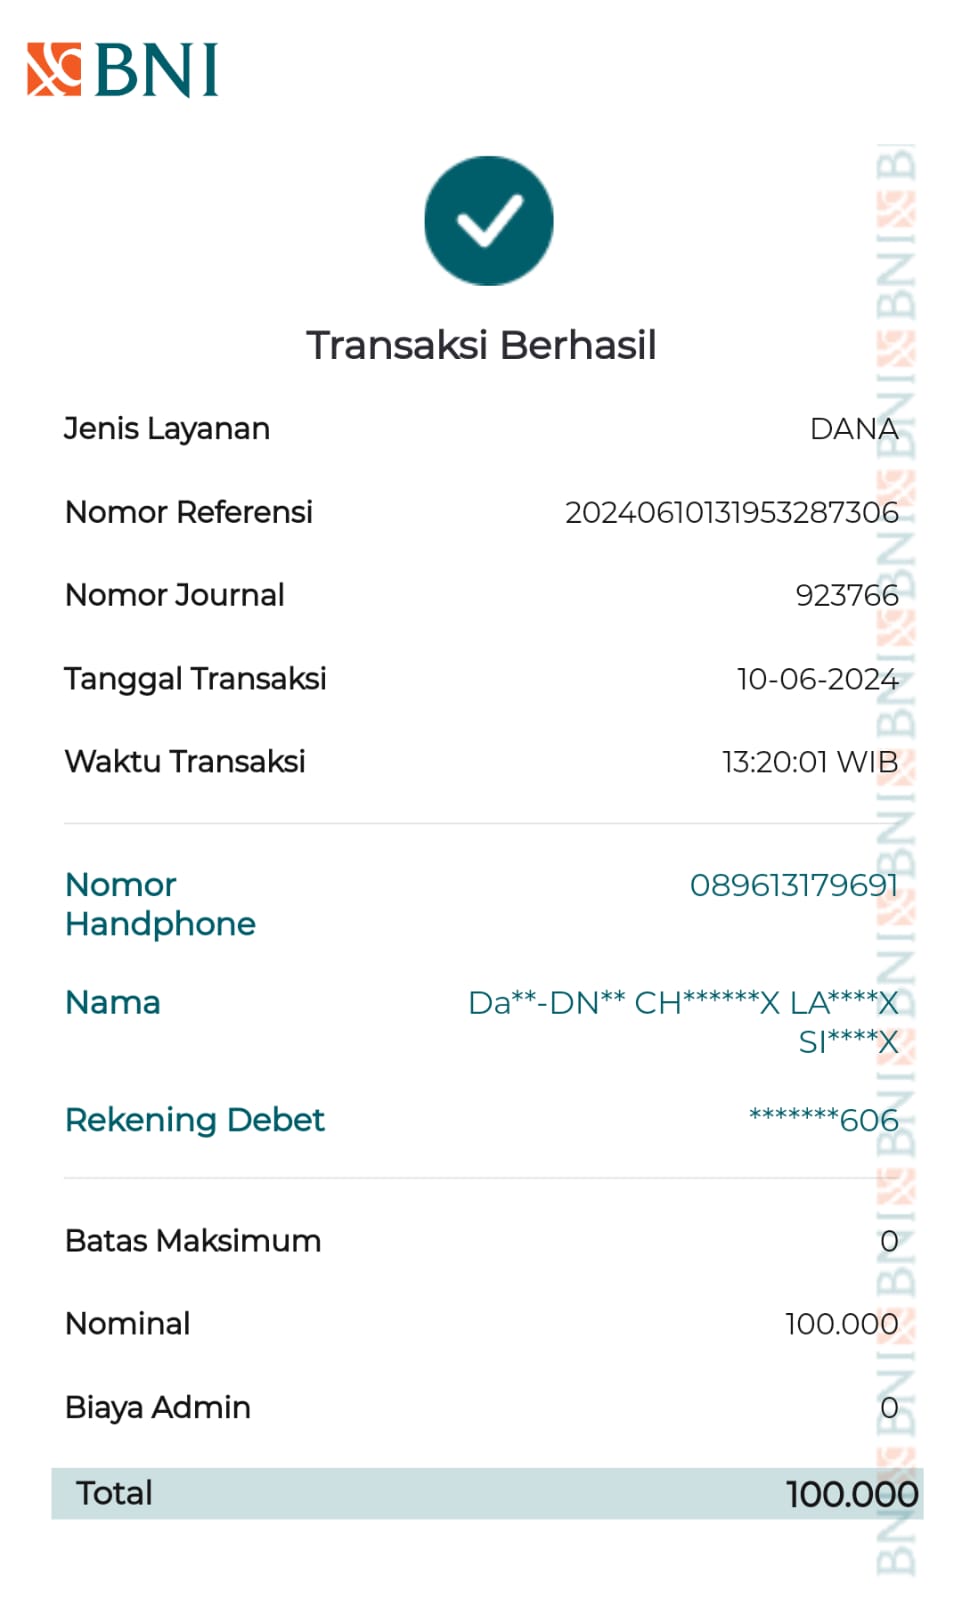 BNI
Transaksi Berhasil
Jenis Layanan DANA
Nomor Referensi 20240610131953287306
Nomor Journal 923766
Tanggal Transaksi 10-06-2024
Waktu Transaksi 13:20:01 WIB
Nomor Handphone 089613179691
Nama Da**-DN** CH******X LA****X
SI****X
Rekening Debet *******606
Batas Maksimum 0
Nominal 100.000
Biaya Admin 0
Total 100.000
BNI BNI BNI BNI BNI BNI BNI BNI BNI BNI B